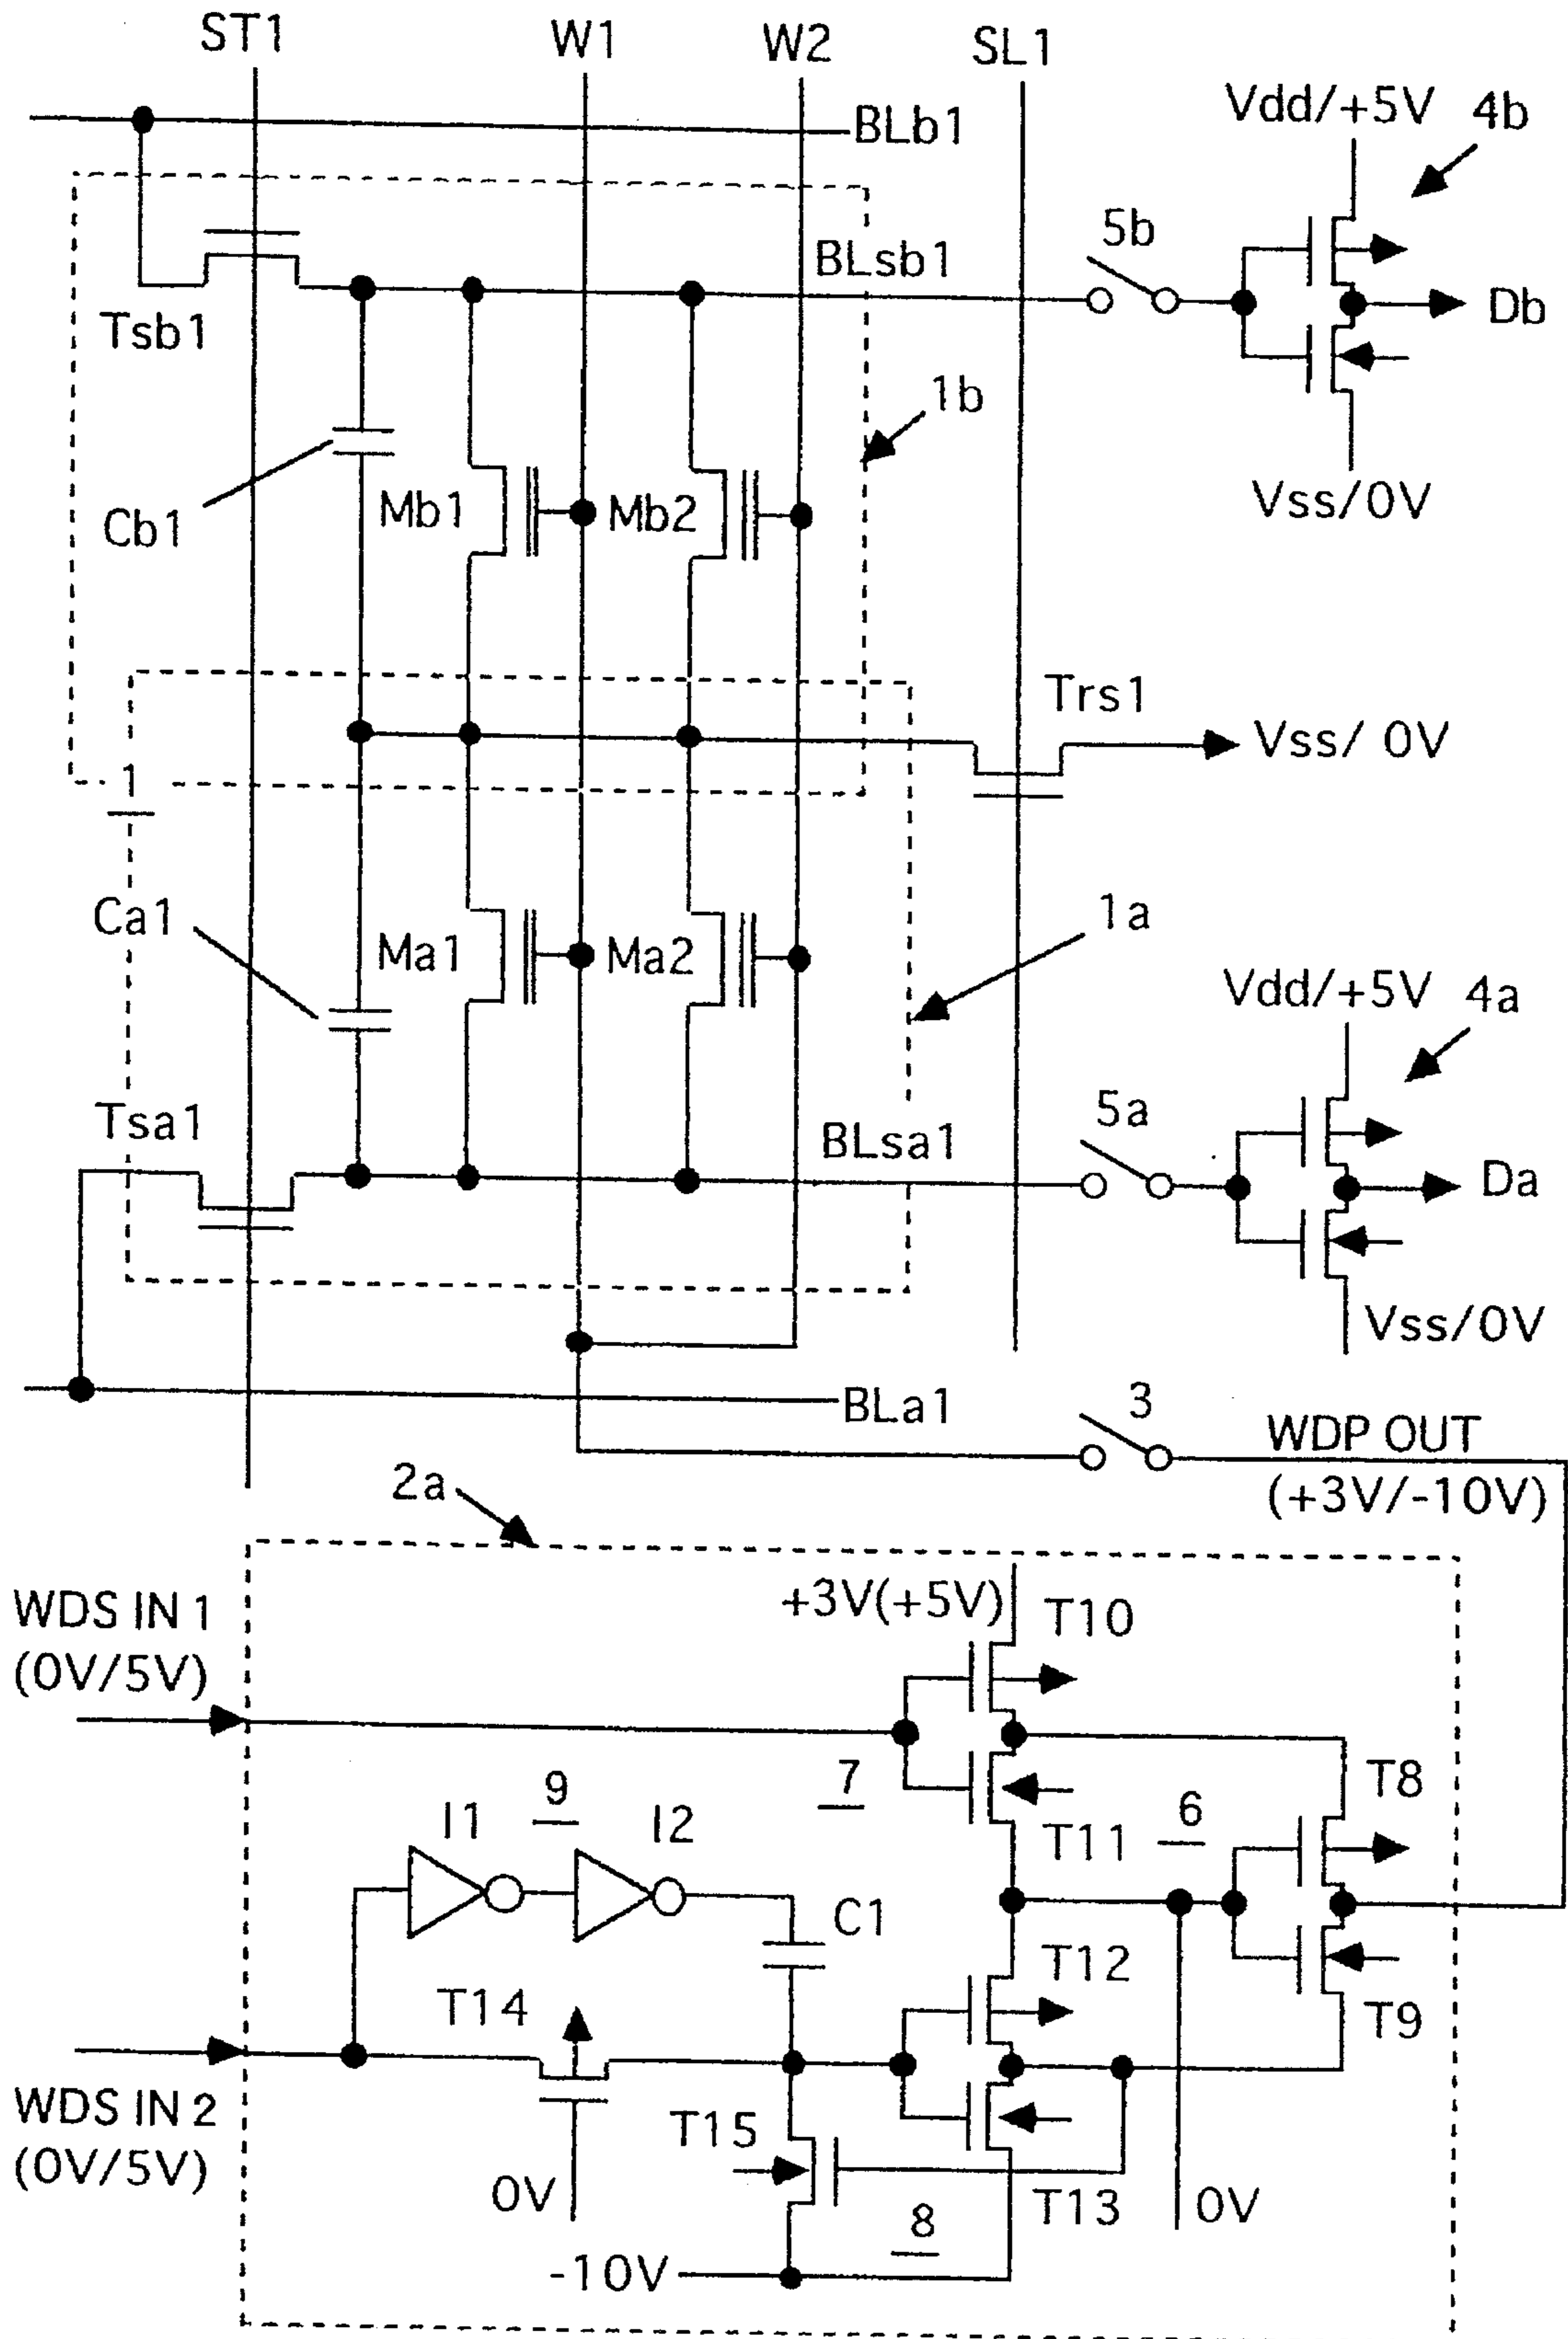 ST1
W1
W2
SL1
Vdd/+5V
4b
BLb1
5b
BLsb1
Tsb1
Db
1b
Cb1
Mb1
Mb2
Vss/0V
Trs1
Vss/ 0V
1
Ca1
Ma1
Ma2
1a
Vdd/+5V
4a
Tsa1
5a
BLsa1
Da
Vss/0V
BLa1
3
WDP OUT
(+3V/-10V)
2a
WDS IN 1
(0V/5V)
+3V(+5V)
T10
7
T8
I1
9
I2
T11
6
C1
T12
T14
T9
WDS IN 2
(0V/5V)
T15
0V
T13
0V
8
-10V